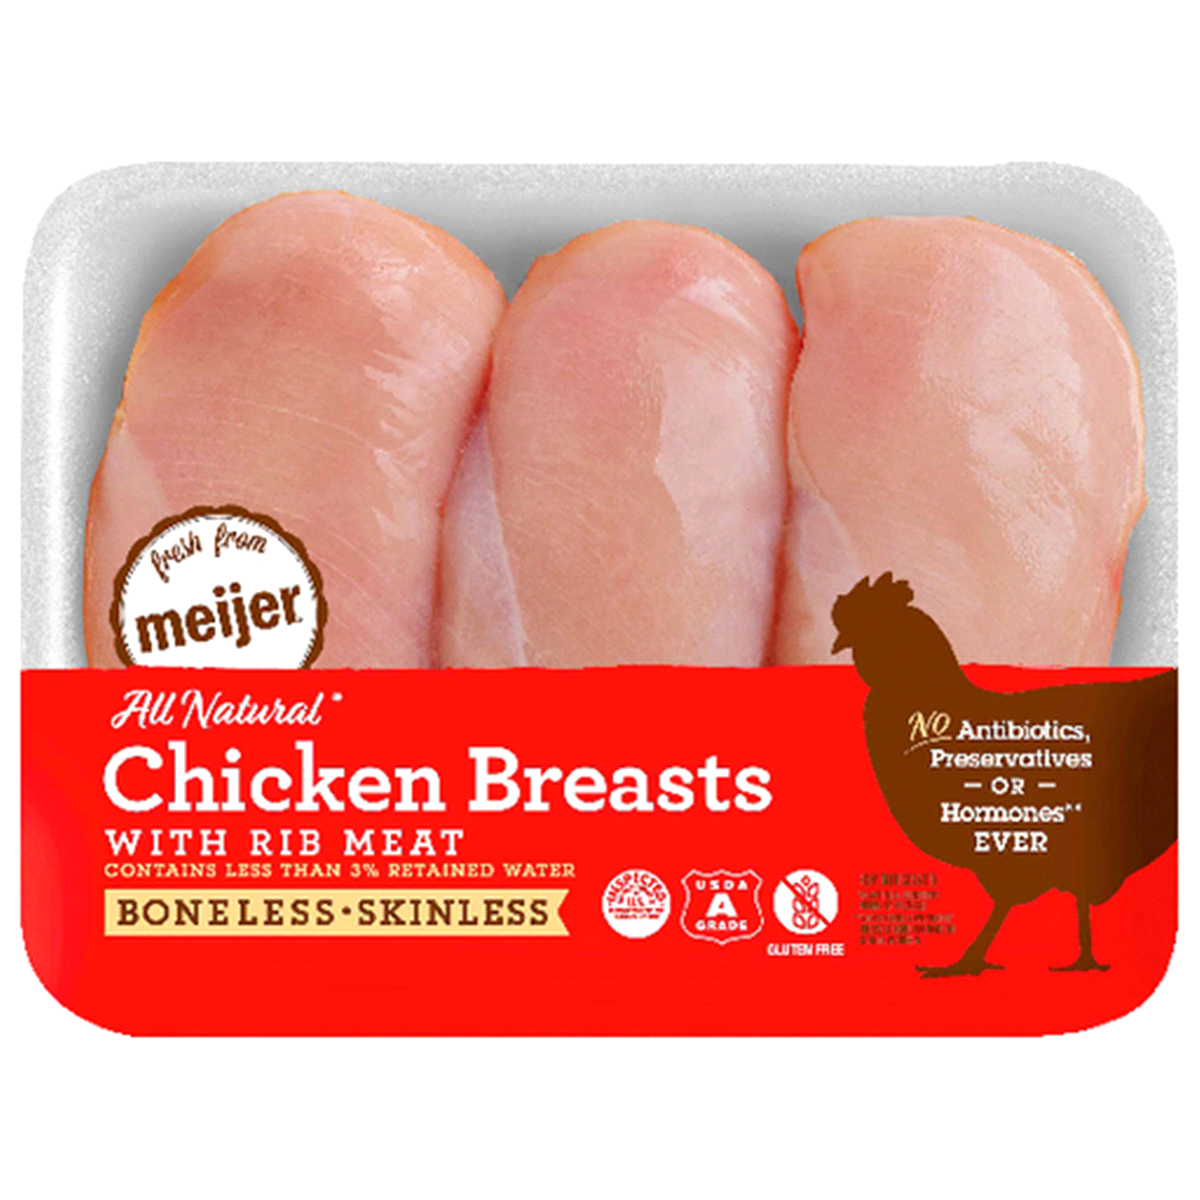 fresh from
meijer
All Natural*
Chicken Breasts
WITH RIB MEAT
CONTAINS LESS THAN 3% RETAINED WATER
BONELESS•SKINLESS
INSPECTED
U.S.
USDA
A
GRADE
GLUTEN FREE
NO Antibiotics,
Preservatives
— OR —
Hormones**
EVER